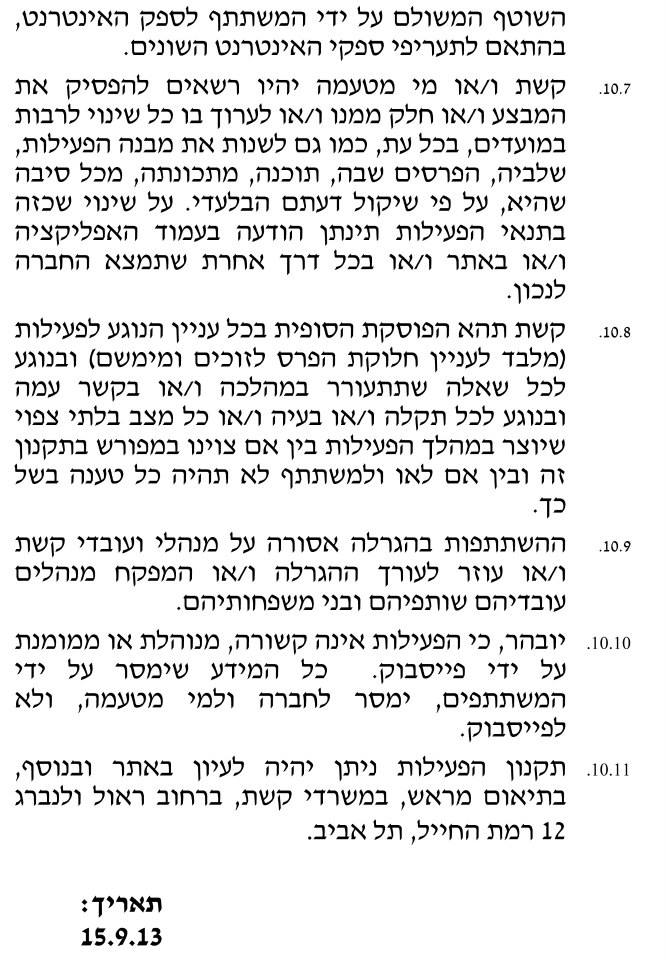 השוטף המשולם על ידי המשתתף לספק האינטרנט,
בהתאם לתעריפי ספקי האינטרנט השונים.
10.7. קשת ו/או מי מטעמה יהיו רשאים להפסיק את
המבצע ו/או חלק ממנו ו/או לערוך בו כל שינוי לרבות
במועדים, בכל עת, כמו גם לשנות את מבנה הפעילות,
שלביה, הפרסים שבה, תוכנה, מתכונתה, מכל סיבה
שהיא, על פי שיקול דעתם הבלעדי. על שינוי שכזה
בתנאי הפעילות תינתן הודעה בעמוד האפליקציה
ו/או באתר ו/או בכל דרך אחרת שתמצא החברה
לנכון.
10.8. קשת תהא הפוסקת הסופית בכל עניין הנוגע לפעילות
(מלבד לעניין חלוקת הפרס לזוכים ומימשם) ובנוגע
לכל שאלה שתתעורר במהלכה ו/או בקשר עמה
ובנוגע לכל תקלה ו/או בעיה ו/או כל מצב בלתי צפוי
שיוצר במהלך הפעילות בין אם צוינו במפורש בתקנון
זה ובין אם לאו ולמשתתף לא תהיה כל טענה בשל
כך.
10.9. ההשתתפות בהגרלה אסורה על מנהלי ועובדי קשת
ו/או עוזר לעורך ההגרלה ו/או המפקח מנהלים
עובדיהם שותפיהם ובני משפחותיהם.
10.10. יובהר, כי הפעילות אינה קשורה, מנוהלת או ממומנת
על ידי פייסבוק. כל המידע שימסר על ידי
המשתתפים, ימסר לחברה ולמי מטעמה, ולא
לפייסבוק.
10.11. תקנון הפעילות ניתן יהיה לעיון באתר ובנוסף,
בתיאום מראש, במשרדי קשת, ברחוב ראול ולנברג
12 רמת החייל, תל אביב.
תאריך:
15.9.13